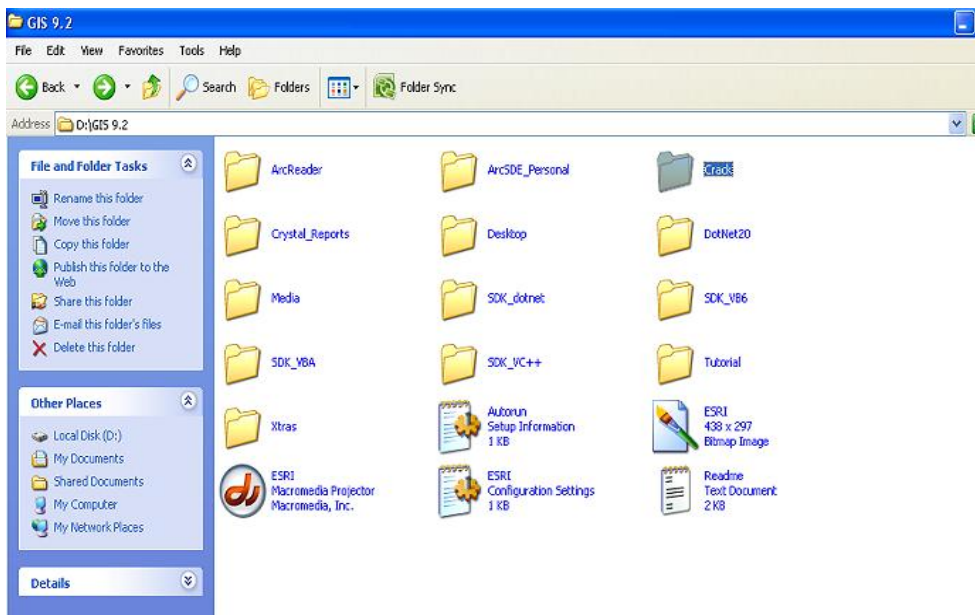 GIS 9.2
File Edit View Favorites Tools Help
Back Search Folders Folder Sync
Address D:\GIS 9.2
File and Folder Tasks
Rename this folder
Move this folder
Copy this folder
Publish this folder to the
Web
Share this folder
E-mail this folder's files
Delete this folder
Other Places
Local Disk (D:)
My Documents
Shared Documents
My Computer
My Network Places
Details
ArcReader
ArcSDE_Personal
Crack
Crystal_Reports
Desktop
DotNet20
Media
SDK_dotnet
SDK_VB6
SDK_VBA
SDK_VC++
Tutorial
Xtras
Autorun
Setup Information
1 KB
ESRI
438 x 297
Bitmap Image
ESRI
Macromedia Projector
Macromedia, Inc.
ESRI
Configuration Settings
1 KB
Readme
Text Document
2 KB